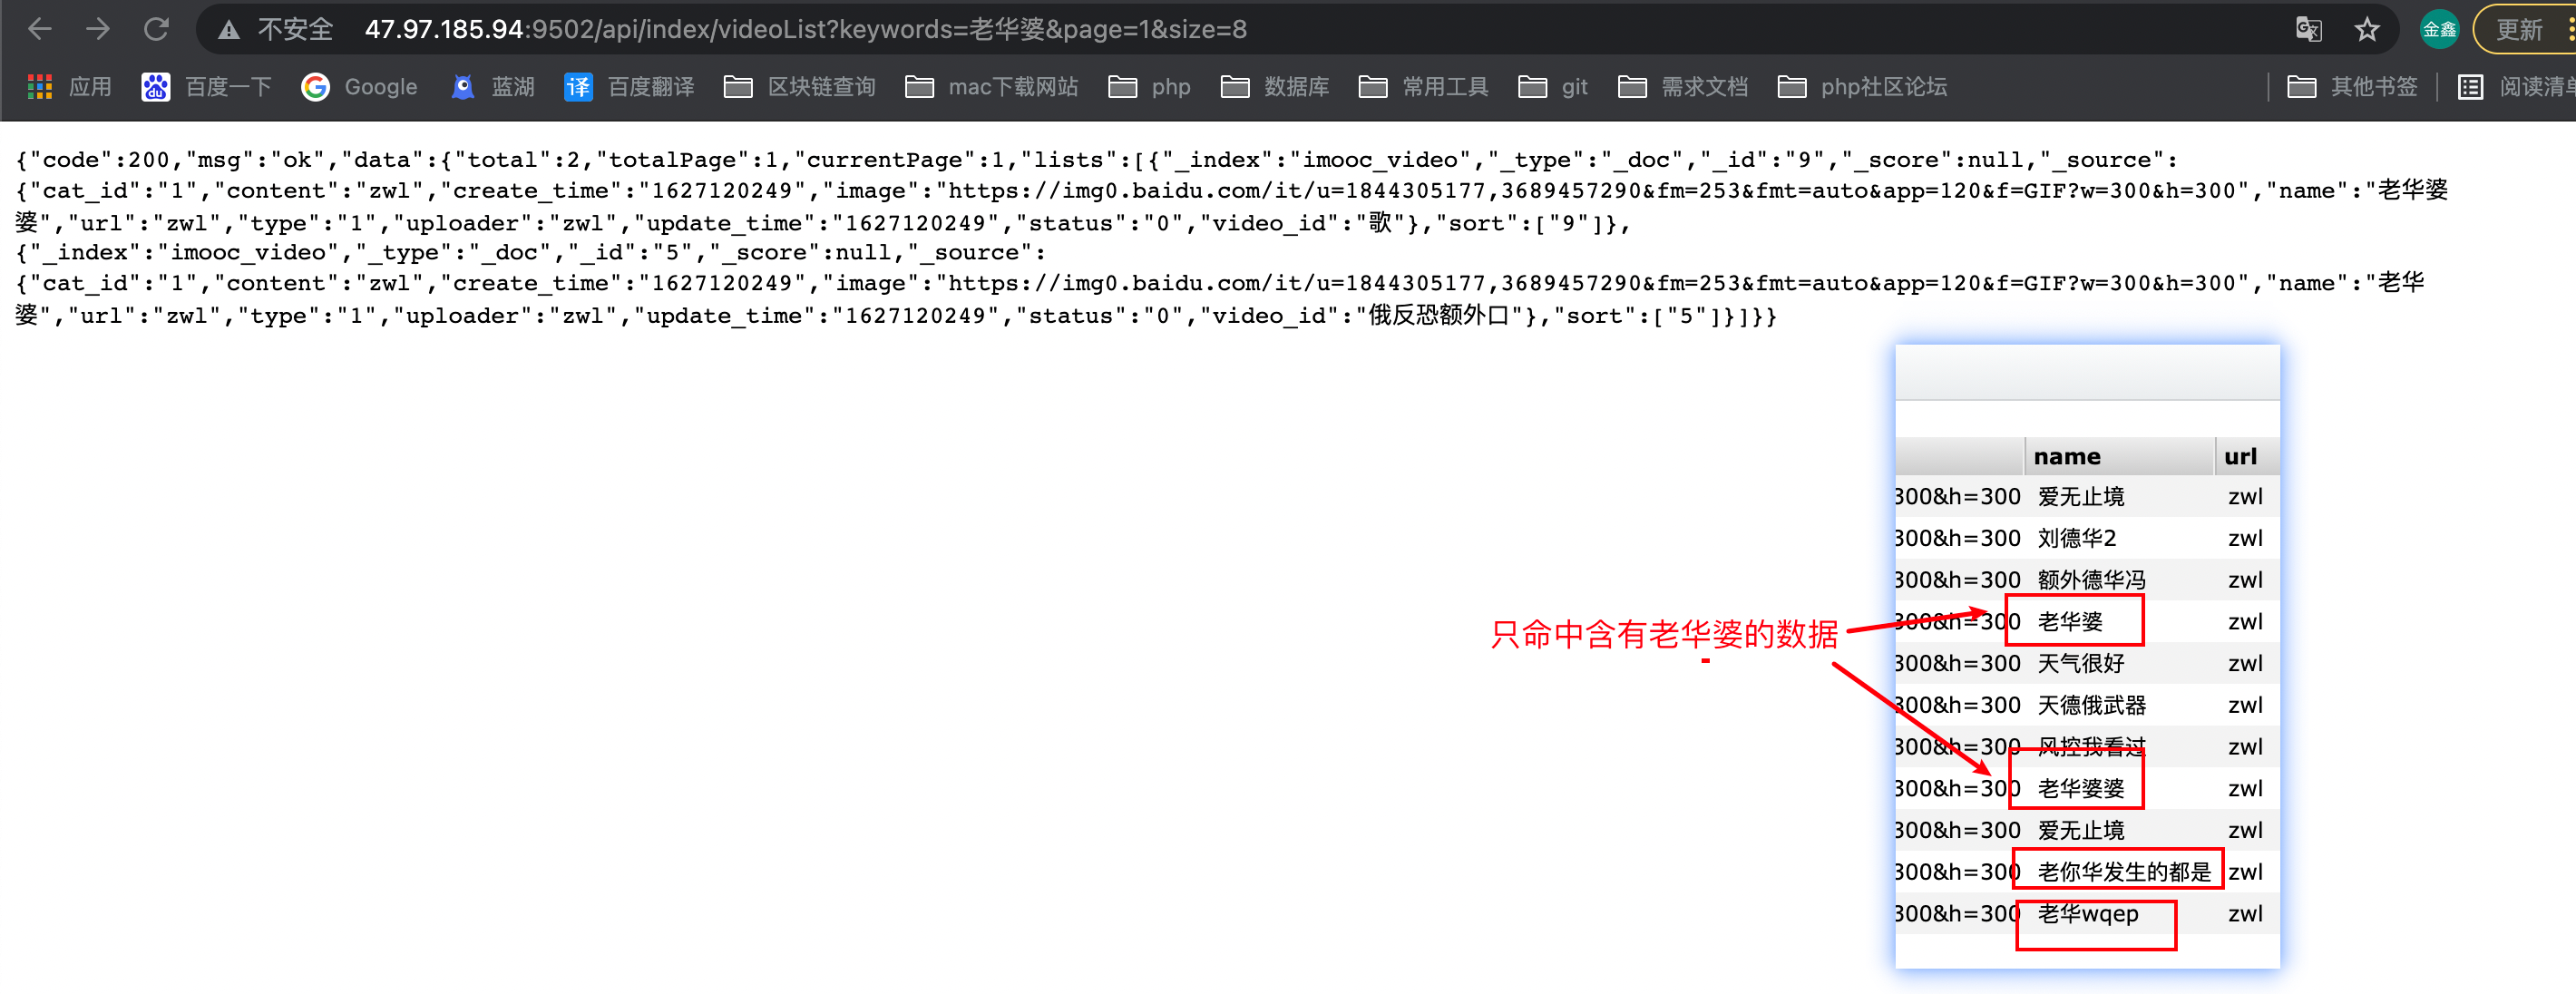 不安全 47.97.185.94:9502/api/index/videoList?keywords=老华婆&page=1&size=8 金鑫 更新
应用 百度一下 Google 蓝湖 译 百度翻译 区块链查询 mac下载网站 php 数据库 常用工具 git 需求文档 php社区论坛 其他书签 阅读清单
{"code":200,"msg":"ok","data":{"total":2,"totalPage":1,"currentPage":1,"lists":[{"_index":"imooc_video","_type":"_doc","_id":"9","_score":null,"_source":
{"cat_id":"1","content":"zwl","create_time":"1627120249","image":"https://img0.baidu.com/it/u=1844305177,3689457290&fm=253&fmt=auto&app=120&f=GIF?w=300&h=300","name":"老华婆
婆","url":"zwl","type":"1","uploader":"zwl","update_time":"1627120249","status":"0","video_id":"歌"},"sort":["9"]},
{"_index":"imooc_video","_type":"_doc","_id":"5","_score":null,"_source":
{"cat_id":"1","content":"zwl","create_time":"1627120249","image":"https://img0.baidu.com/it/u=1844305177,3689457290&fm=253&fmt=auto&app=120&f=GIF?w=300&h=300","name":"老华
婆","url":"zwl","type":"1","uploader":"zwl","update_time":"1627120249","status":"0","video_id":"俄反恐额外口"},"sort":["5"]}]}}
name url
300&h=300 爱无止境 zwl
300&h=300 刘德华2 zwl
300&h=300 额外德华冯 zwl
300&h=300 老华婆 zwl
只命中含有老华婆的数据
300&h=300 天气很好 zwl
300&h=300 天德俄武器 zwl
300&h=300 风控我看过 zwl
300&h=300 老华婆婆 zwl
300&h=300 爱无止境 zwl
300&h=300 老你华发生的都是 zwl
300&h=300 老华wqep zwl